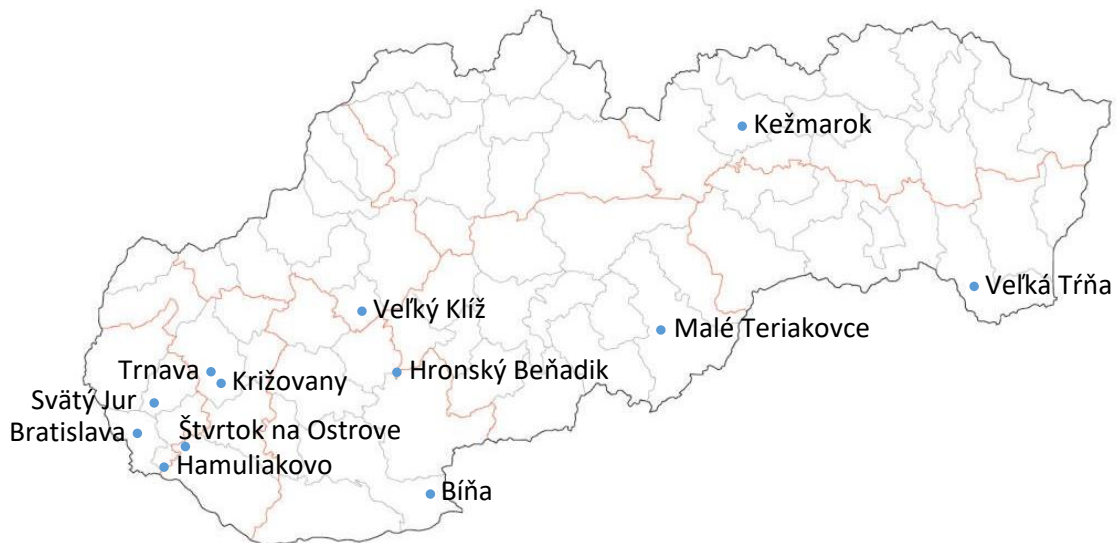 Kežmarok
Veľká Tŕňa
Veľký Klíž
Malé Teriakovce
Trnava
Križovany
Hronský Beňadik
Svätý Jur
Bratislava
Štvrtok na Ostrove
Hamuliakovo
Bíňa